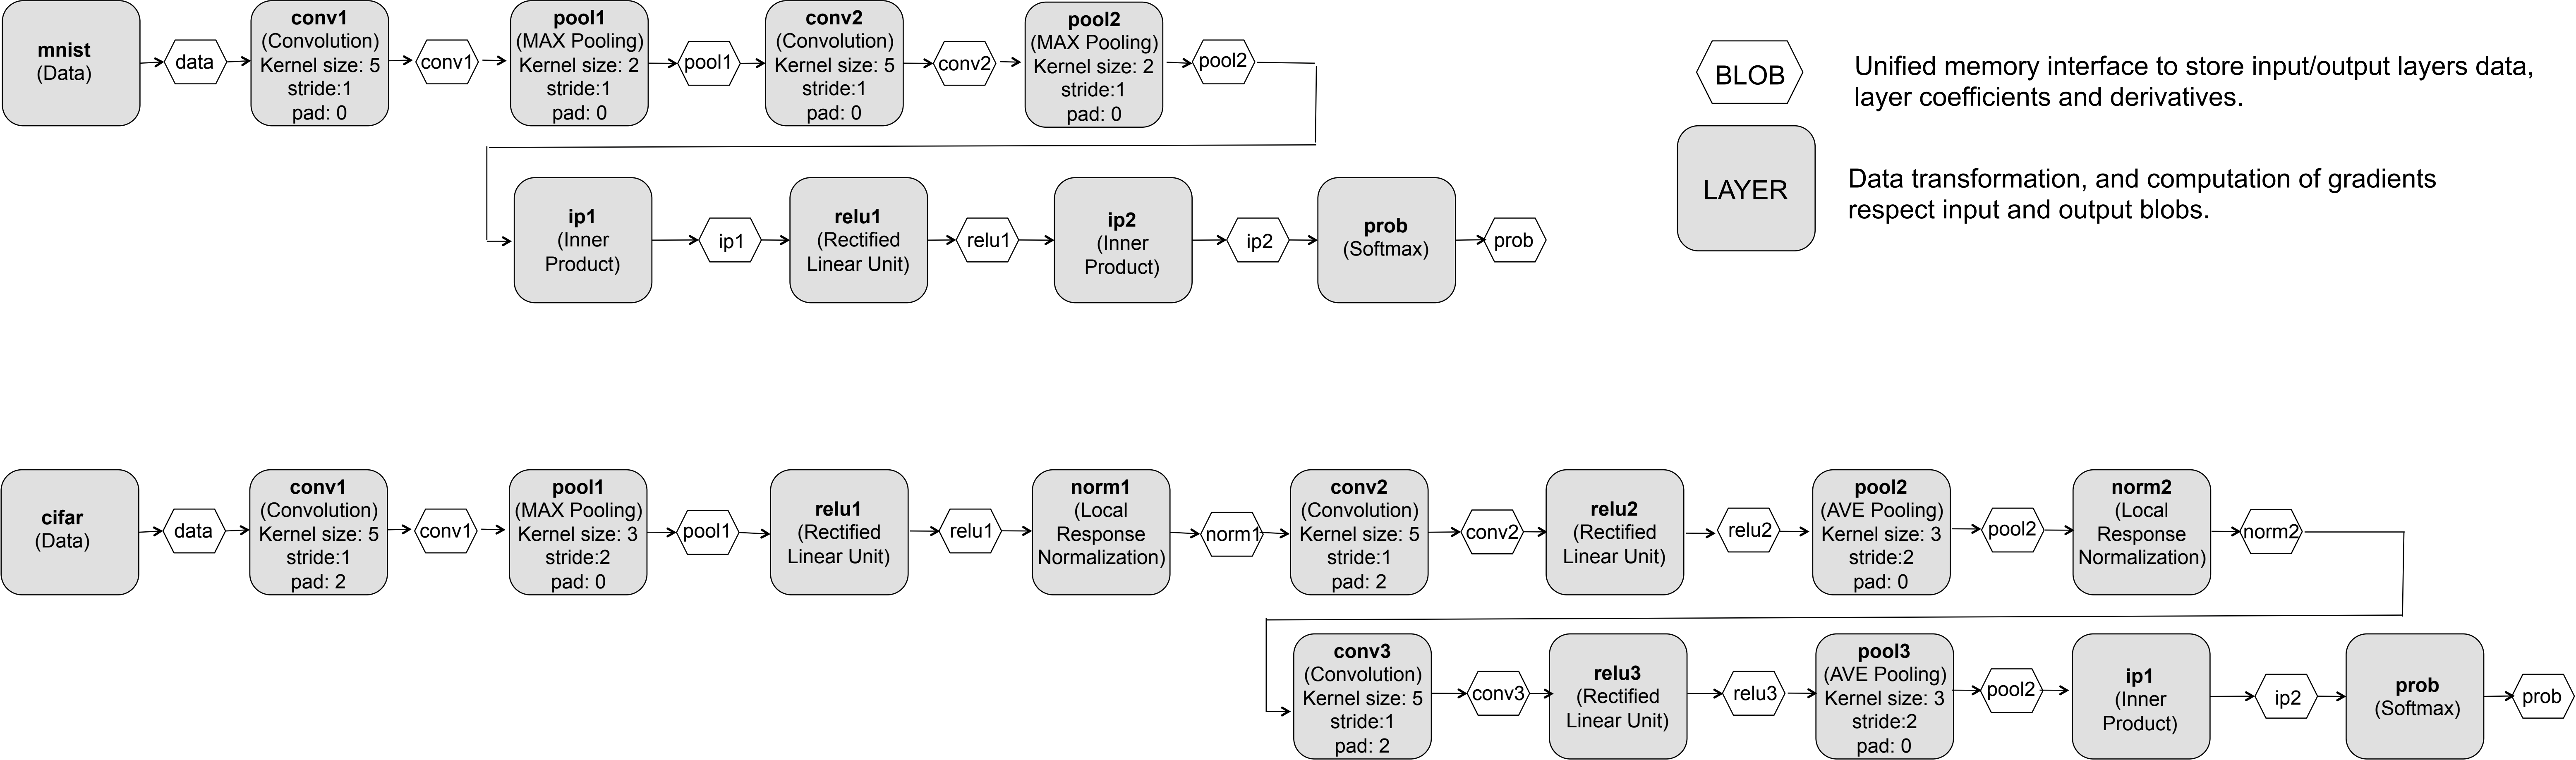 mnist
(Data)
data
conv1
(Convolution)
Kernel size: 5
stride:1
pad: 0
conv1
pool1
(MAX Pooling)
Kernel size: 2
stride:1
pad: 0
pool1
conv2
(Convolution)
Kernel size: 5
stride:1
pad: 0
conv2
pool2
(MAX Pooling)
Kernel size: 2
stride:1
pad: 0
pool2
ip1
(Inner
Product)
ip1
relu1
(Rectified
Linear Unit)
relu1
ip2
(Inner
Product)
ip2
prob
(Softmax)
prob
BLOB
Unified memory interface to store input/output layers data,
layer coefficients and derivatives.
LAYER
Data transformation, and computation of gradients
respect input and output blobs.
cifar
(Data)
data
conv1
(Convolution)
Kernel size: 5
stride:1
pad: 2
conv1
pool1
(MAX Pooling)
Kernel size: 3
stride:2
pad: 0
pool1
relu1
(Rectified
Linear Unit)
relu1
norm1
(Local
Response
Normalization)
norm1
conv2
(Convolution)
Kernel size: 5
stride:1
pad: 2
conv2
relu2
(Rectified
Linear Unit)
relu2
pool2
(AVE Pooling)
Kernel size: 3
stride:2
pad: 0
pool2
norm2
(Local
Response
Normalization)
norm2
conv3
(Convolution)
Kernel size: 5
stride:1
pad: 2
conv3
relu3
(Rectified
Linear Unit)
relu3
pool3
(AVE Pooling)
Kernel size: 3
stride:2
pad: 0
pool2
ip1
(Inner
Product)
ip2
prob
(Softmax)
prob